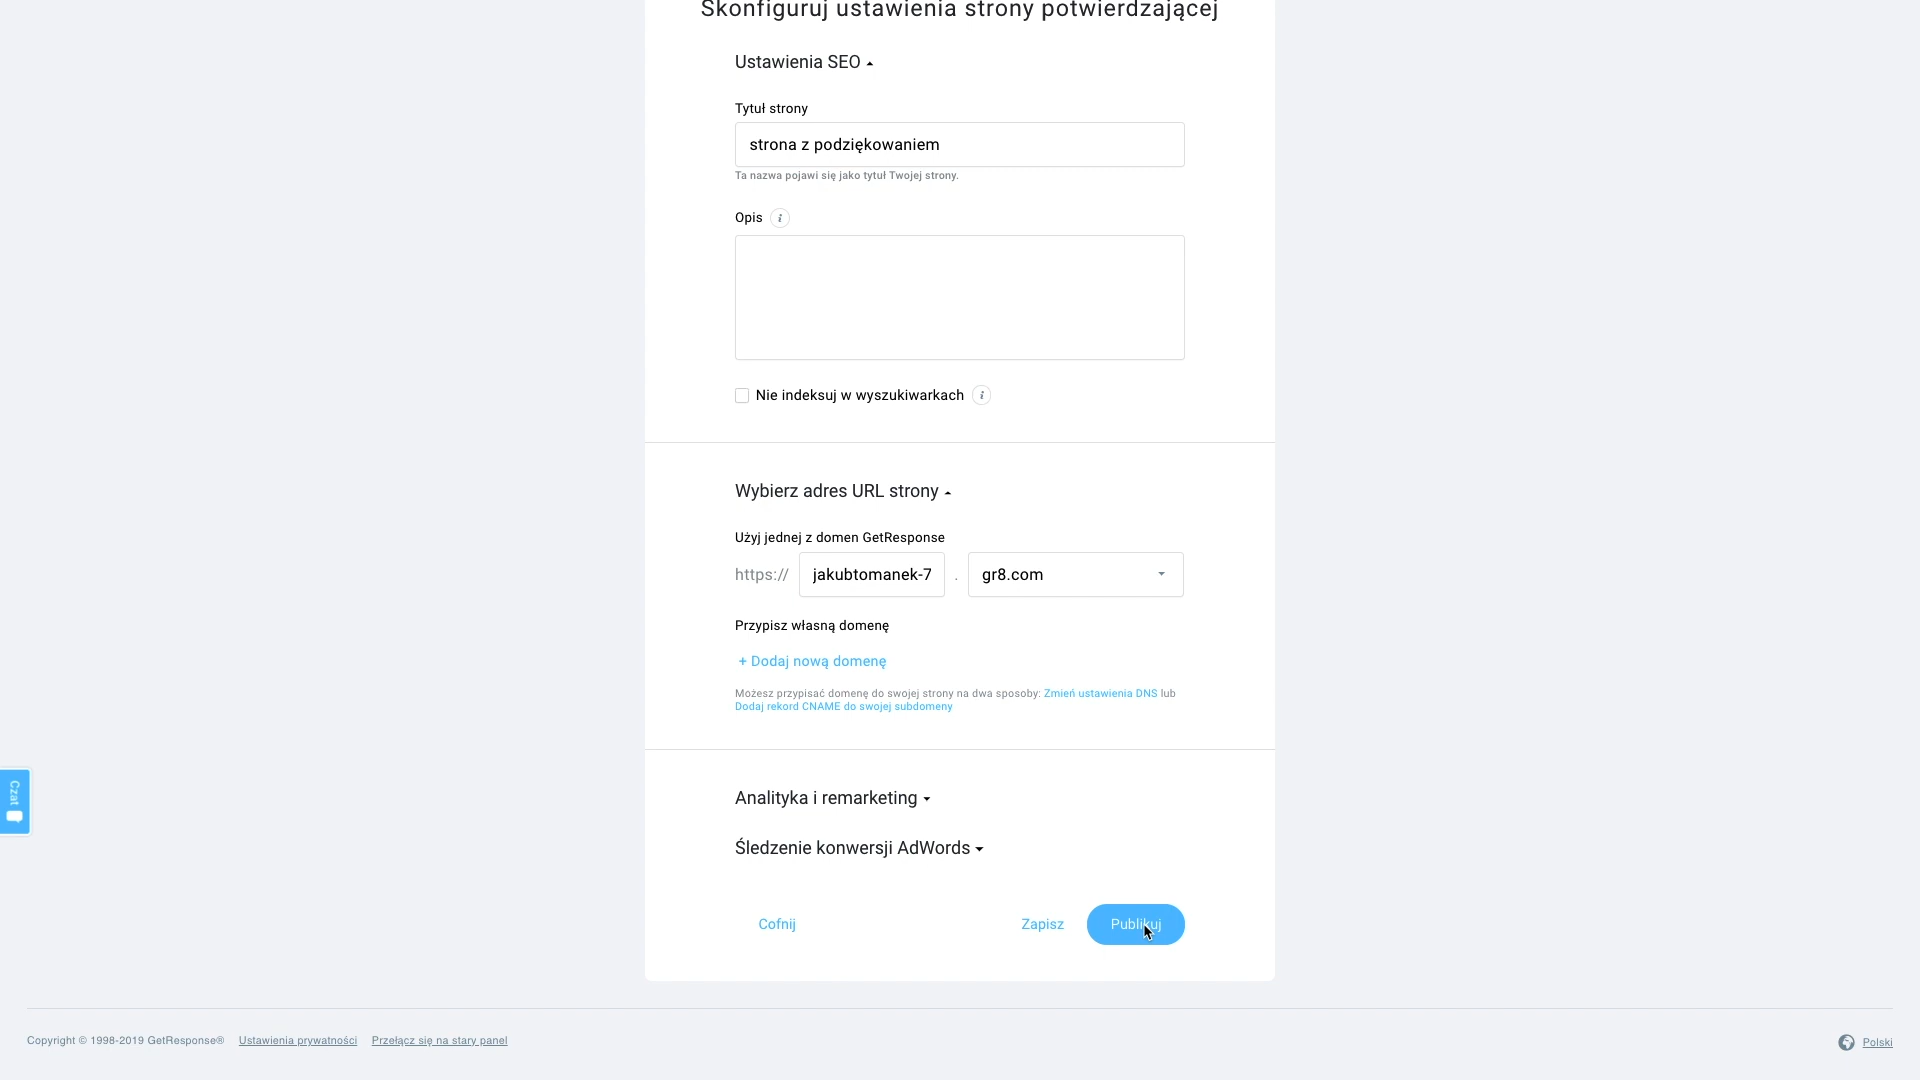 Skonfiguruj ustawienia strony potwierdzającej
Ustawienia SEO
Tytuł strony
strona z podziękowaniem
Ta nazwa pojawi się jako tytuł Twojej strony.
Opis i
Nie indeksuj w wyszukiwarkach i
Wybierz adres URL strony
Użyj jednej z domen GetResponse
https:// jakubtomanek-7 . gr8.com
Przypisz własną domenę
+ Dodaj nową domenę
Możesz przypisać domenę do swojej strony na dwa sposoby: Zmień ustawienia DNS lub
Dodaj rekord CNAME do swojej subdomeny
Czat
Analityka i remarketing
Śledzenie konwersji AdWords
Cofnij Zapisz Publikuj
Copyright © 1998-2019 GetResponse® Ustawienia prywatności Przełącz się na stary panel Polski